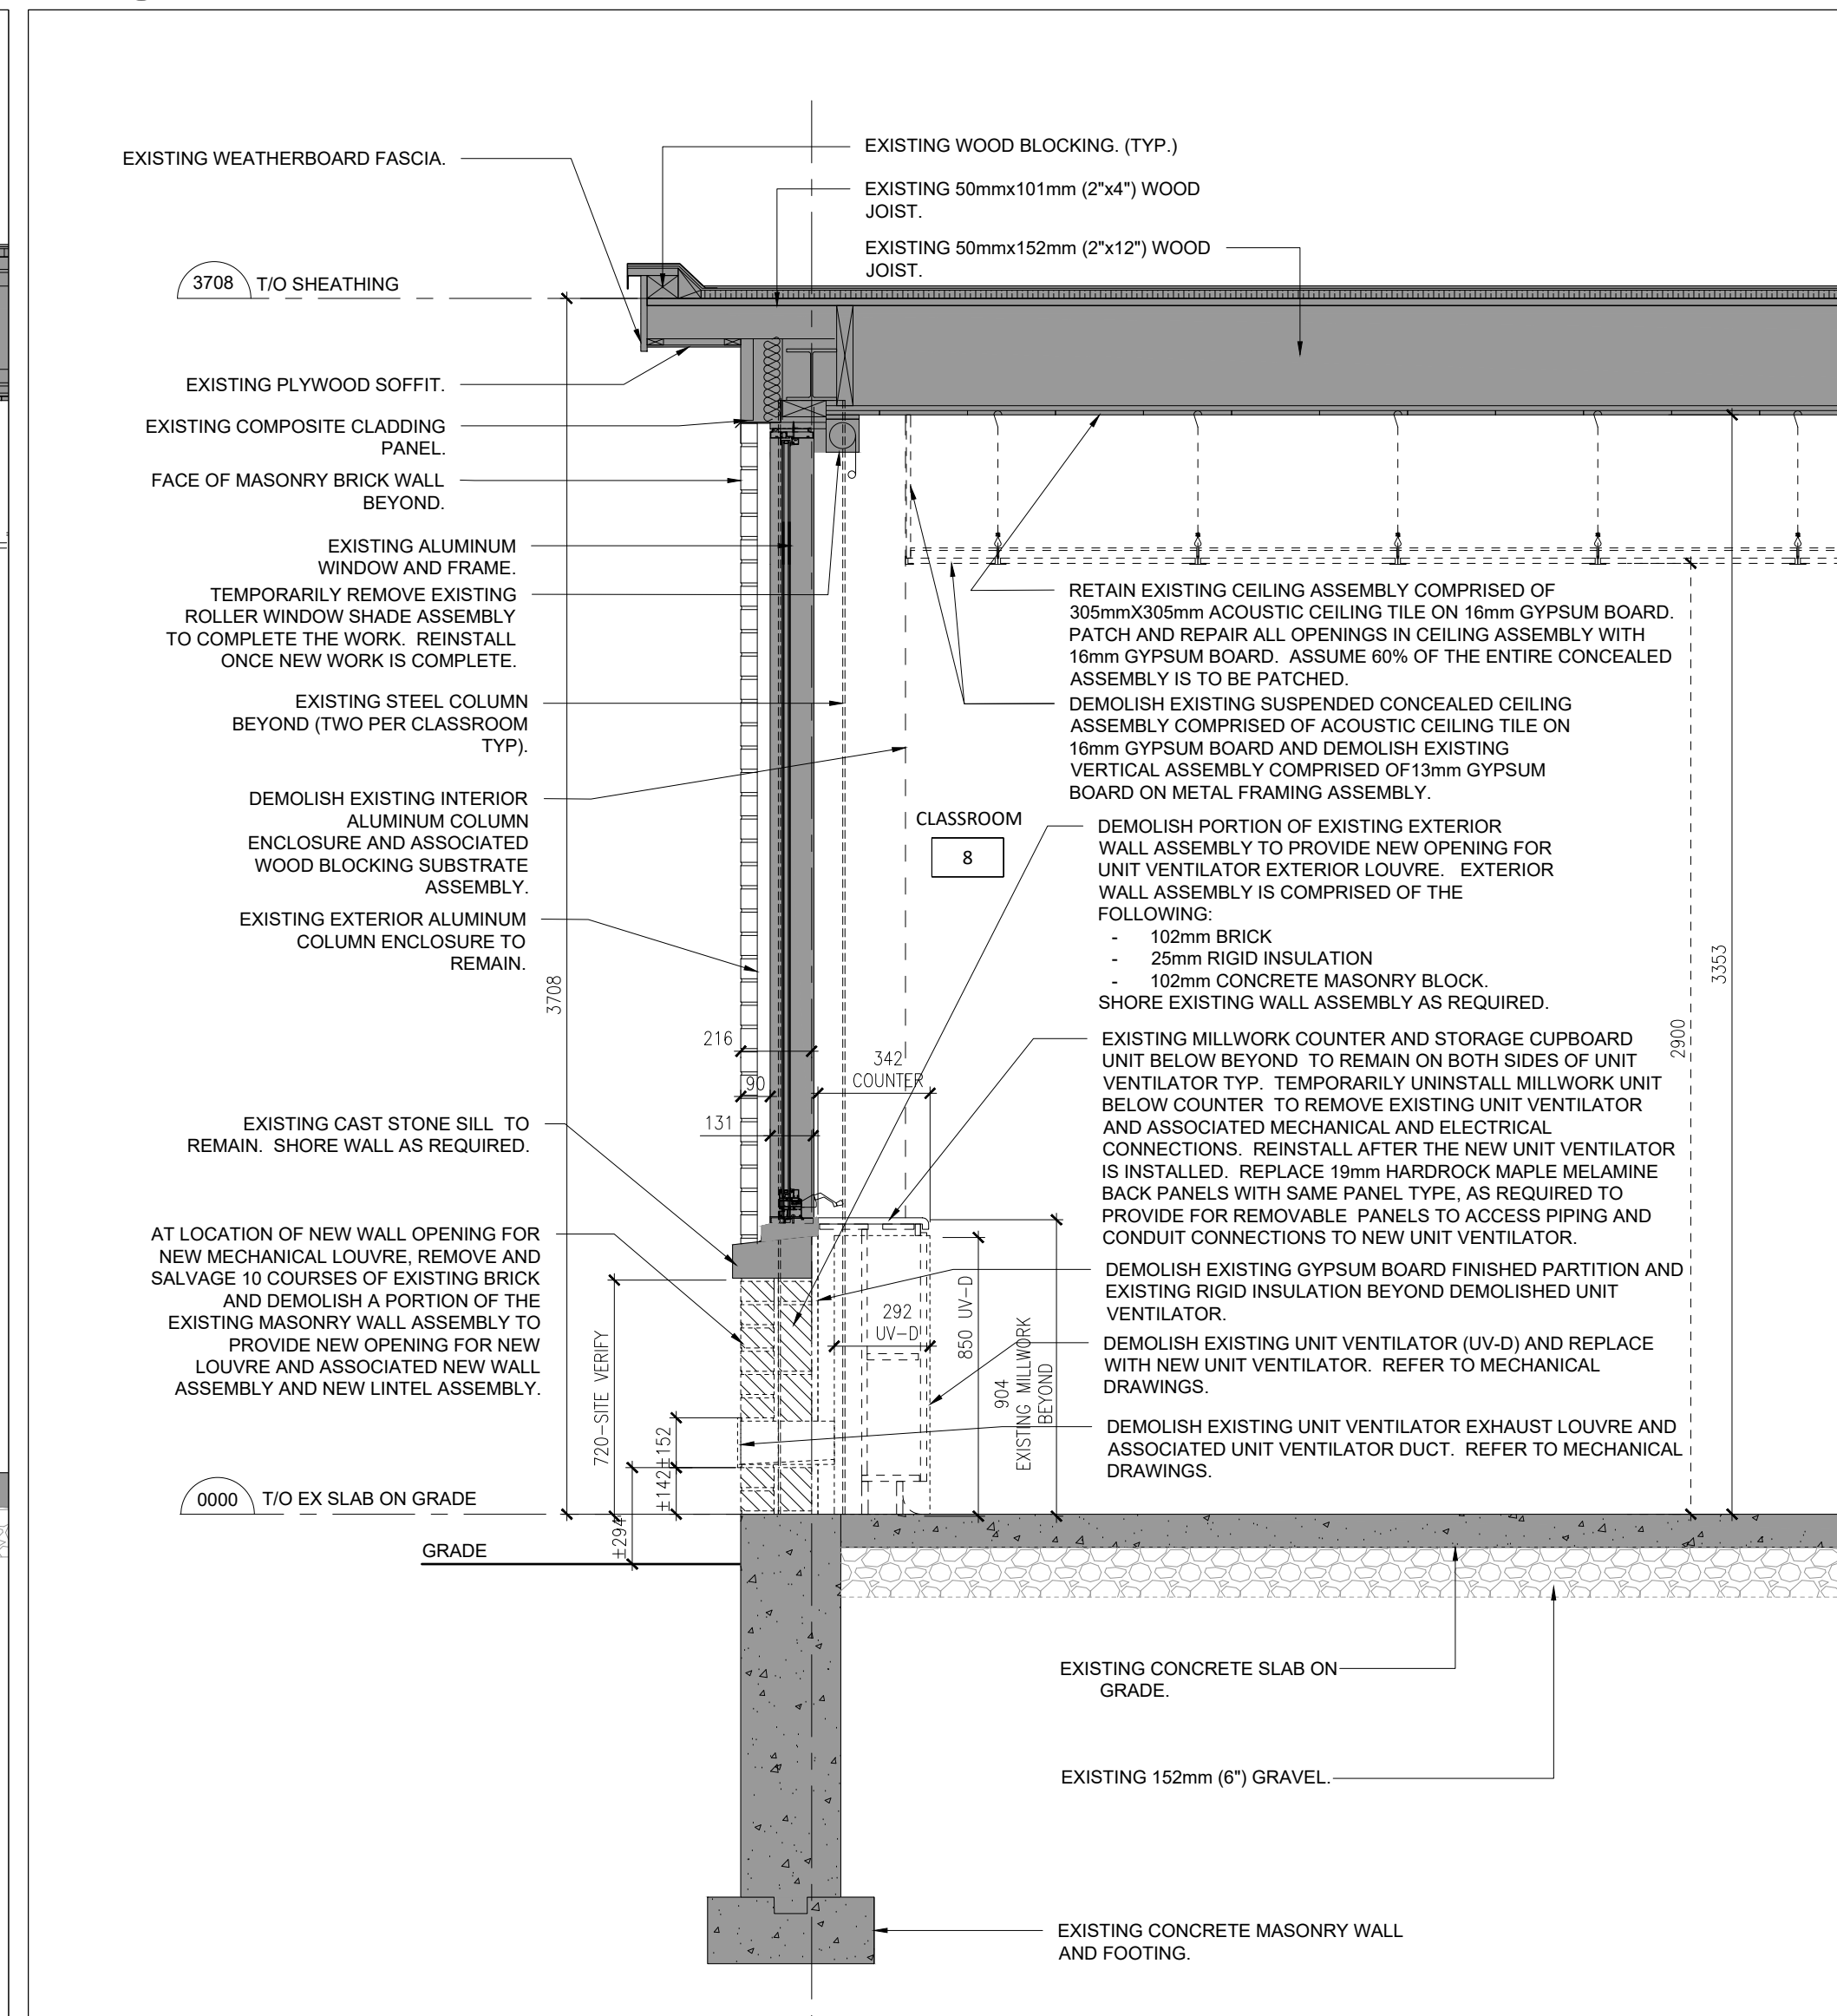 EXISTING WEATHERBOARD FASCIA.
EXISTING WOOD BLOCKING. (TYP.)
EXISTING 50mmx101mm (2"x4") WOOD
JOIST.
EXISTING 50mmx152mm (2"x12") WOOD
JOIST.
3708 T/O SHEATHING
EXISTING PLYWOOD SOFFIT.
EXISTING COMPOSITE CLADDING
PANEL.
FACE OF MASONRY BRICK WALL
BEYOND.
EXISTING ALUMINUM
WINDOW AND FRAME.
TEMPORARILY REMOVE EXISTING
ROLLER WINDOW SHADE ASSEMBLY
TO COMPLETE THE WORK. REINSTALL
ONCE NEW WORK IS COMPLETE.
EXISTING STEEL COLUMN
BEYOND (TWO PER CLASSROOM
TYP).
DEMOLISH EXISTING INTERIOR
ALUMINUM COLUMN
ENCLOSURE AND ASSOCIATED
WOOD BLOCKING SUBSTRATE
ASSEMBLY.
EXISTING EXTERIOR ALUMINUM
COLUMN ENCLOSURE TO
REMAIN.
3708
EXISTING CAST STONE SILL TO
REMAIN. SHORE WALL AS REQUIRED.
AT LOCATION OF NEW WALL OPENING FOR
NEW MECHANICAL LOUVRE, REMOVE AND
SALVAGE 10 COURSES OF EXISTING BRICK
AND DEMOLISH A PORTION OF THE
EXISTING MASONRY WALL ASSEMBLY TO
PROVIDE NEW OPENING FOR NEW
LOUVRE AND ASSOCIATED NEW WALL
ASSEMBLY AND NEW LINTEL ASSEMBLY.
0000 T/O EX SLAB ON GRADE
GRADE
216
90
131
342
COUNTER
292
UV-D
850 UV-D
904
EXISTING MILLWORK
BEYOND
720-SITE VERIFY
±152
±142
±294
CLASSROOM
8
RETAIN EXISTING CEILING ASSEMBLY COMPRISED OF
305mmX305mm ACOUSTIC CEILING TILE ON 16mm GYPSUM BOARD.
PATCH AND REPAIR ALL OPENINGS IN CEILING ASSEMBLY WITH
16mm GYPSUM BOARD. ASSUME 60% OF THE ENTIRE CONCEALED
ASSEMBLY IS TO BE PATCHED.
DEMOLISH EXISTING SUSPENDED CONCEALED CEILING
ASSEMBLY COMPRISED OF ACOUSTIC CEILING TILE ON
16mm GYPSUM BOARD AND DEMOLISH EXISTING
VERTICAL ASSEMBLY COMPRISED OF13mm GYPSUM
BOARD ON METAL FRAMING ASSEMBLY.
DEMOLISH PORTION OF EXISTING EXTERIOR
WALL ASSEMBLY TO PROVIDE NEW OPENING FOR
UNIT VENTILATOR EXTERIOR LOUVRE. EXTERIOR
WALL ASSEMBLY IS COMPRISED OF THE
FOLLOWING:
- 102mm BRICK
- 25mm RIGID INSULATION
- 102mm CONCRETE MASONRY BLOCK.
SHORE EXISTING WALL ASSEMBLY AS REQUIRED.
EXISTING MILLWORK COUNTER AND STORAGE CUPBOARD
UNIT BELOW BEYOND TO REMAIN ON BOTH SIDES OF UNIT
VENTILATOR TYP. TEMPORARILY UNINSTALL MILLWORK UNIT
BELOW COUNTER TO REMOVE EXISTING UNIT VENTILATOR
AND ASSOCIATED MECHANICAL AND ELECTRICAL
CONNECTIONS. REINSTALL AFTER THE NEW UNIT VENTILATOR
IS INSTALLED. REPLACE 19mm HARDROCK MAPLE MELAMINE
BACK PANELS WITH SAME PANEL TYPE, AS REQUIRED TO
PROVIDE FOR REMOVABLE PANELS TO ACCESS PIPING AND
CONDUIT CONNECTIONS TO NEW UNIT VENTILATOR.
DEMOLISH EXISTING GYPSUM BOARD FINISHED PARTITION AND
EXISTING RIGID INSULATION BEYOND DEMOLISHED UNIT
VENTILATOR.
DEMOLISH EXISTING UNIT VENTILATOR (UV-D) AND REPLACE
WITH NEW UNIT VENTILATOR. REFER TO MECHANICAL
DRAWINGS.
DEMOLISH EXISTING UNIT VENTILATOR EXHAUST LOUVRE AND
ASSOCIATED UNIT VENTILATOR DUCT. REFER TO MECHANICAL
DRAWINGS.
2900
3353
EXISTING CONCRETE SLAB ON
GRADE.
EXISTING 152mm (6") GRAVEL.
EXISTING CONCRETE MASONRY WALL
AND FOOTING.